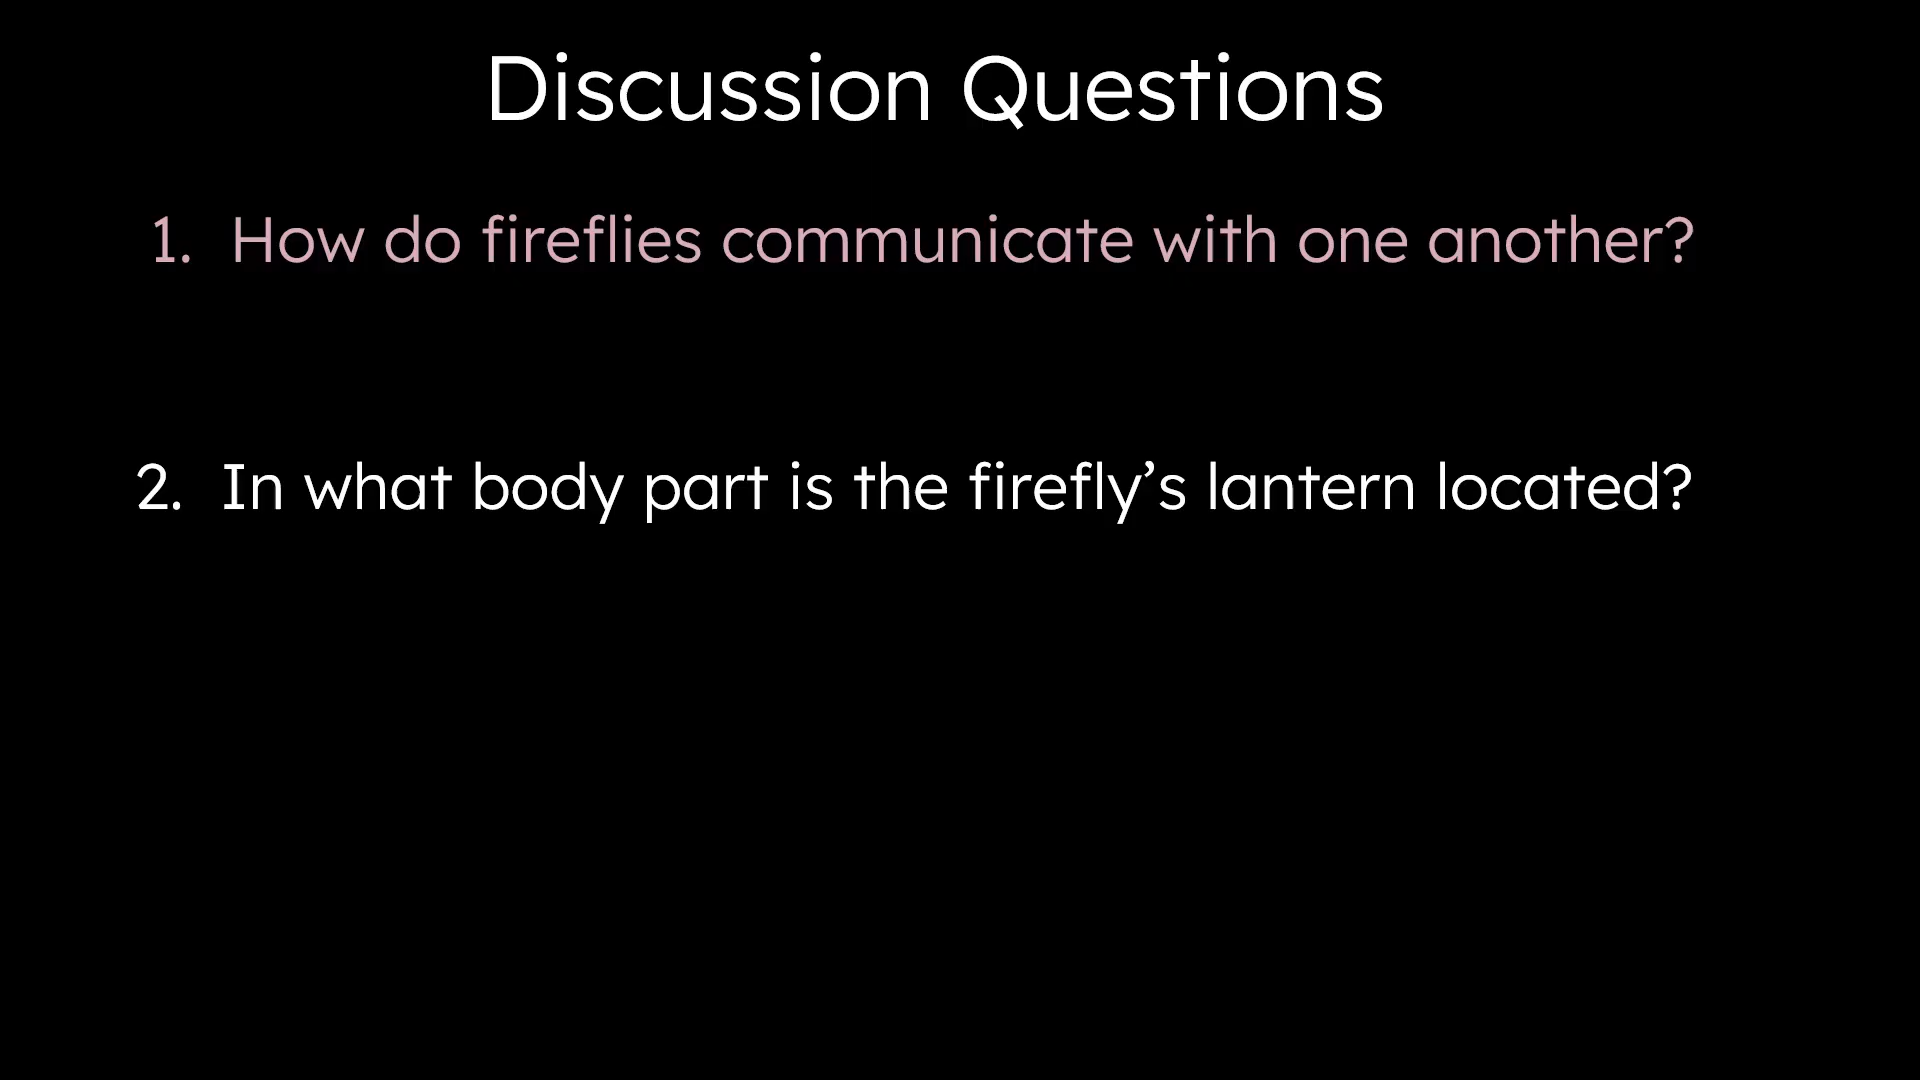 Discussion Questions
1. How do fireflies communicate with one another?
2. In what body part is the firefly’s lantern located?